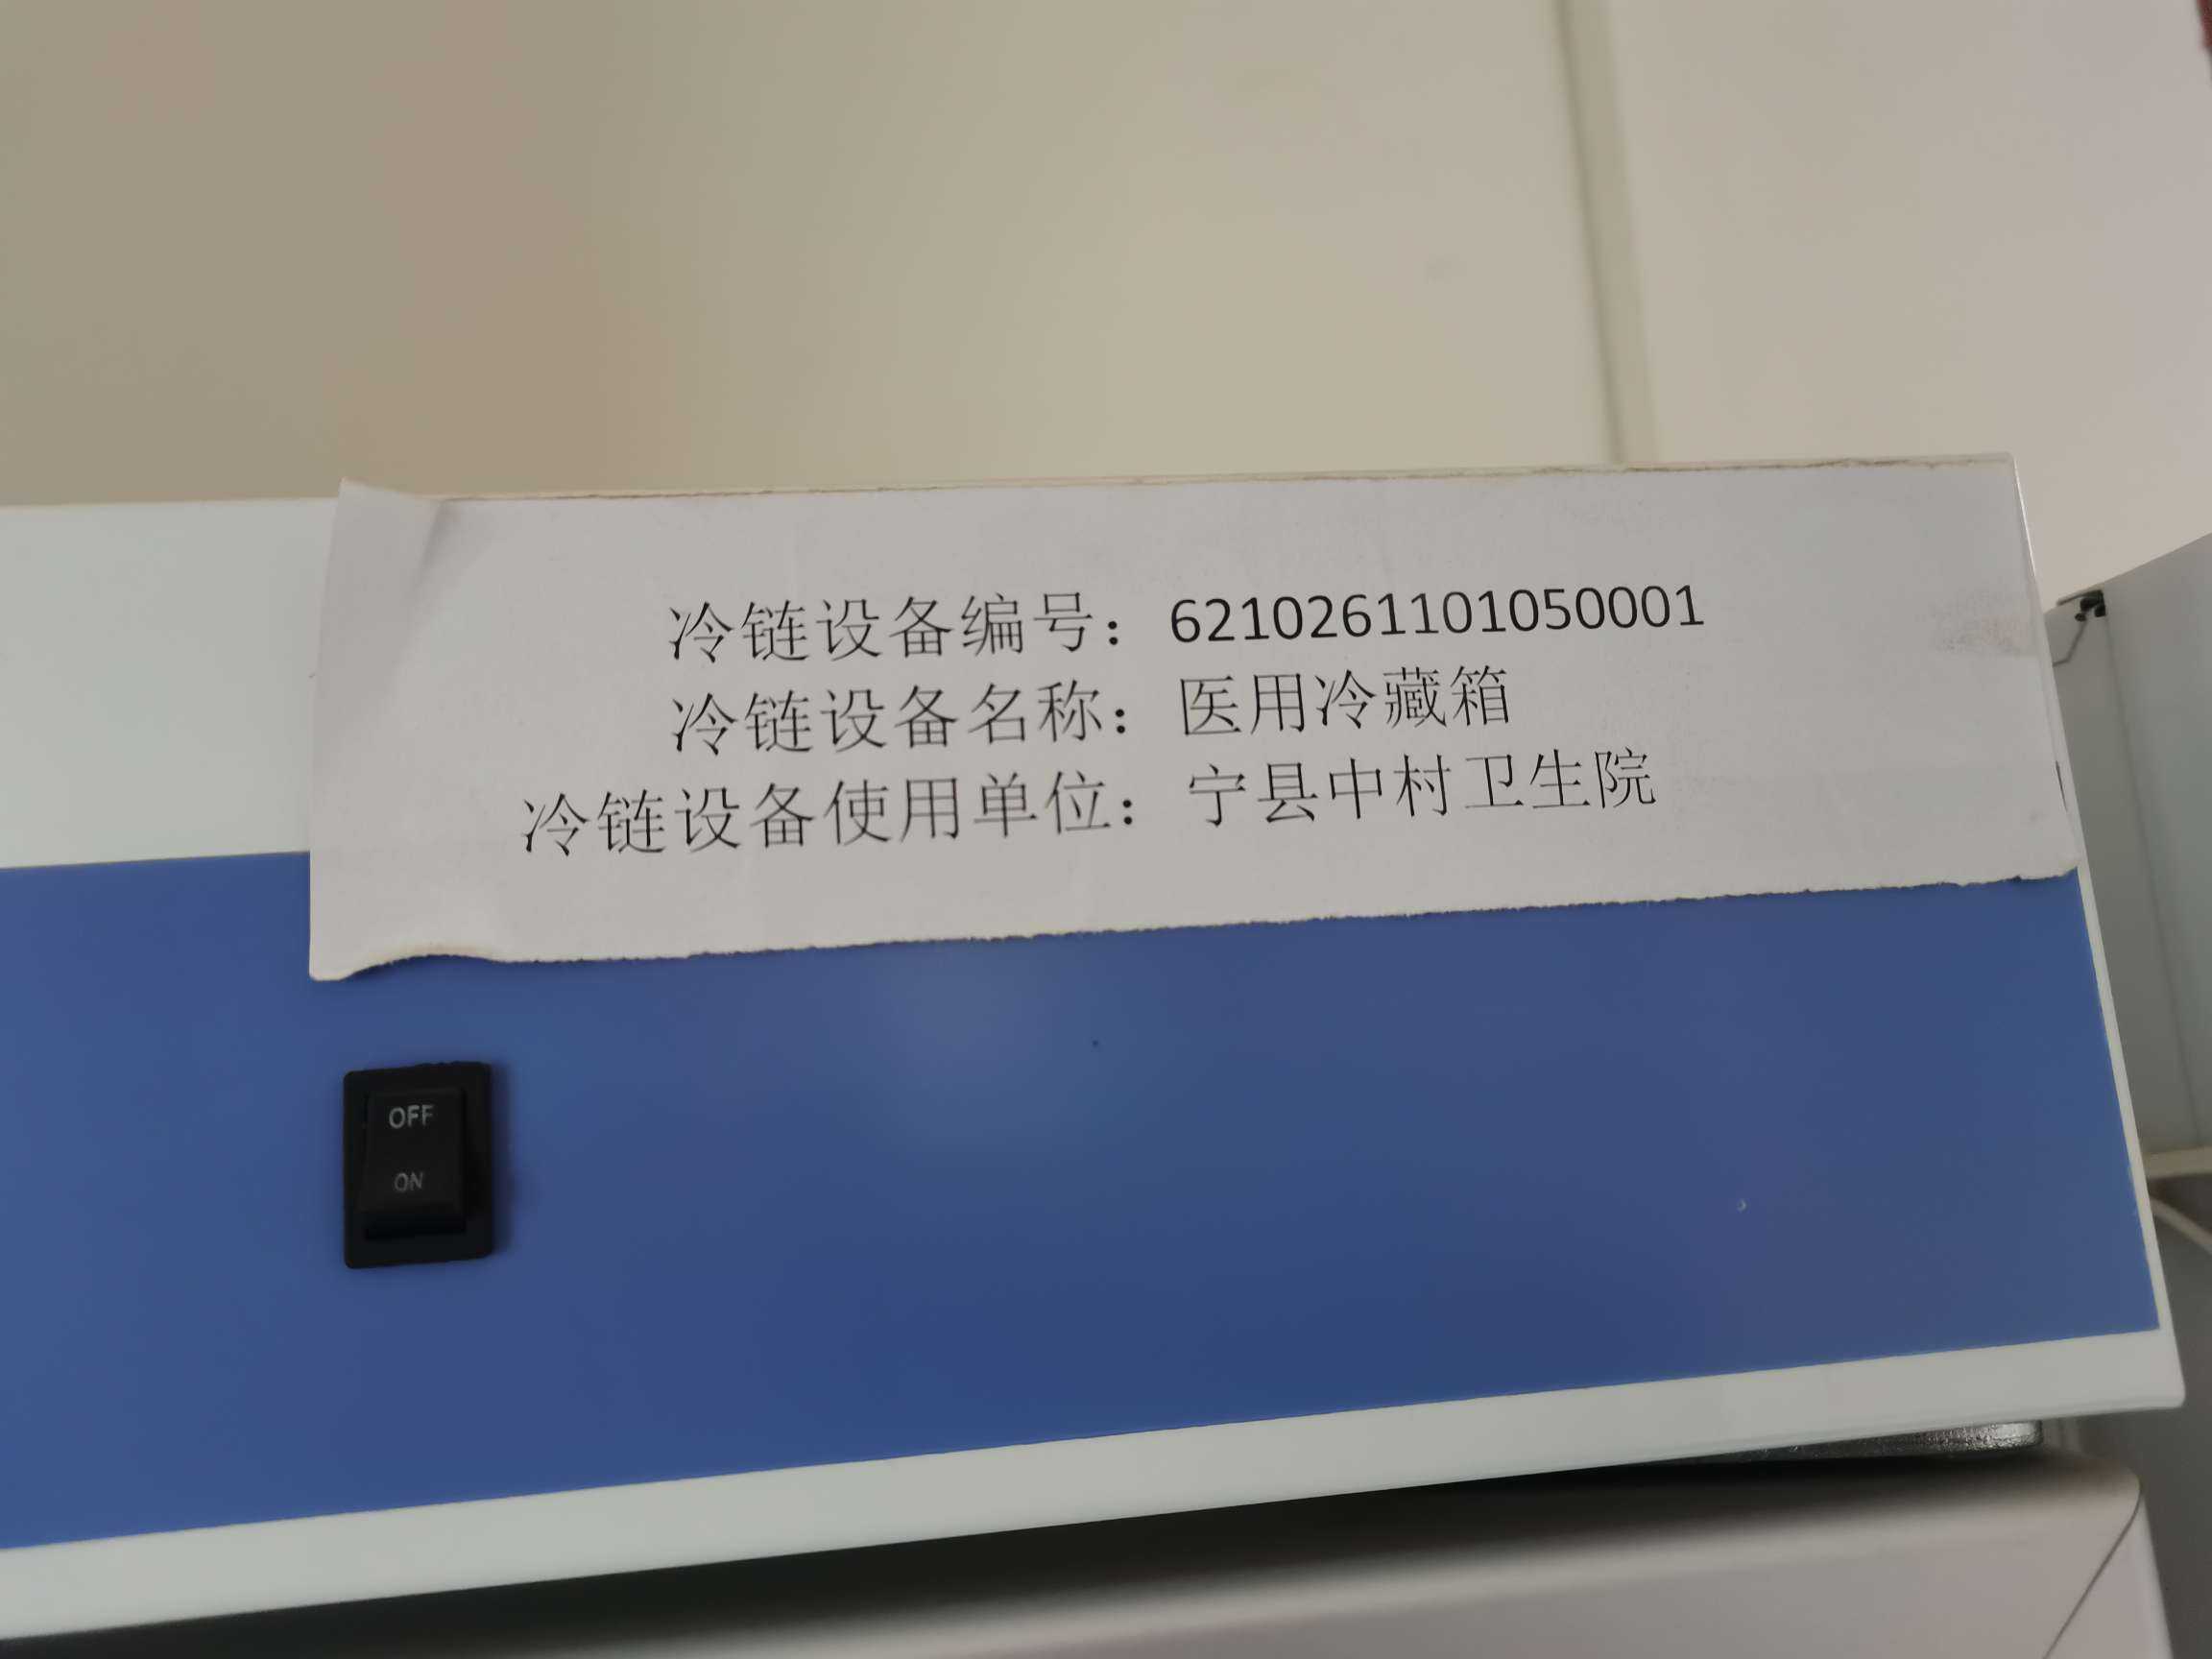 冷链设备编号：6210261101050001
冷链设备名称：医用冷藏箱
冷链设备使用单位：宁县中村卫生院
OFF
ON